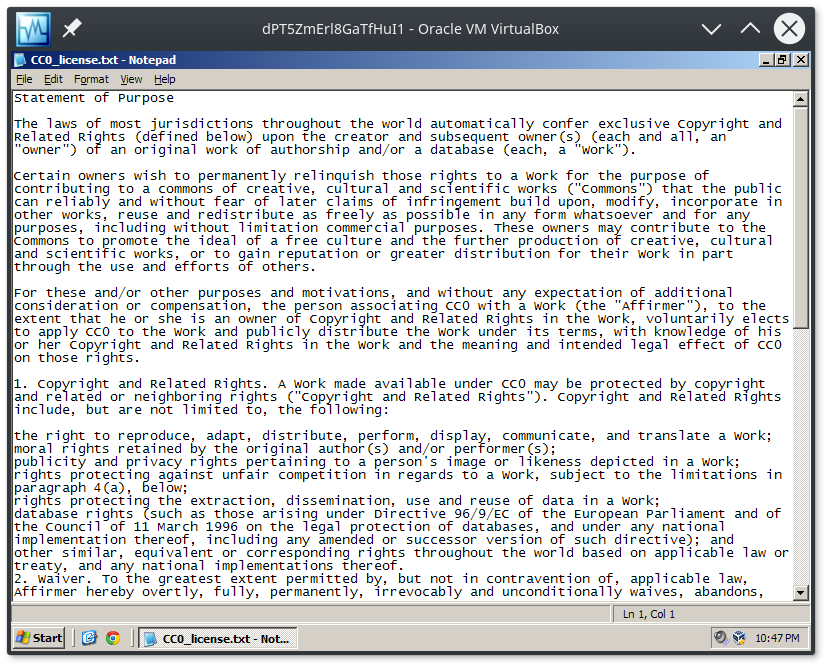 dPT5ZmErl8GaTfHuI1 - Oracle VM VirtualBox
CC0_license.txt - Notepad
File Edit Format View Help
Statement of Purpose
The laws of most jurisdictions throughout the world automatically confer exclusive Copyright and
Related Rights (defined below) upon the creator and subsequent owner(s) (each and all, an
"owner") of an original work of authorship and/or a database (each, a "Work").
Certain owners wish to permanently relinquish those rights to a Work for the purpose of
contributing to a commons of creative, cultural and scientific works ("Commons") that the public
can reliably and without fear of later claims of infringement build upon, modify, incorporate in
other works, reuse and redistribute as freely as possible in any form whatsoever and for any
purposes, including without limitation commercial purposes. These owners may contribute to the
Commons to promote the ideal of a free culture and the further production of creative, cultural
and scientific works, or to gain reputation or greater distribution for their Work in part
through the use and efforts of others.
For these and/or other purposes and motivations, and without any expectation of additional
consideration or compensation, the person associating CC0 with a Work (the "Affirmer"), to the
extent that he or she is an owner of Copyright and Related Rights in the Work, voluntarily elects
to apply CC0 to the Work and publicly distribute the Work under its terms, with knowledge of his
or her Copyright and Related Rights in the Work and the meaning and intended legal effect of CC0
on those rights.
1. Copyright and Related Rights. A Work made available under CC0 may be protected by copyright
and related or neighboring rights ("Copyright and Related Rights"). Copyright and Related Rights
include, but are not limited to, the following:
the right to reproduce, adapt, distribute, perform, display, communicate, and translate a Work;
moral rights retained by the original author(s) and/or performer(s);
publicity and privacy rights pertaining to a person's image or likeness depicted in a Work;
rights protecting against unfair competition in regards to a Work, subject to the limitations in
paragraph 4(a), below;
rights protecting the extraction, dissemination, use and reuse of data in a Work;
database rights (such as those arising under Directive 96/9/EC of the European Parliament and of
the Council of 11 March 1996 on the legal protection of databases, and under any national
implementation thereof, including any amended or successor version of such directive); and
other similar, equivalent or corresponding rights throughout the world based on applicable law or
treaty, and any national implementations thereof.
2. Waiver. To the greatest extent permitted by, but not in contravention of, applicable law,
Affirmer hereby overtly, fully, permanently, irrevocably and unconditionally waives, abandons,
Ln 1, Col 1
Start CC0_license.txt - Not... 10:47 PM